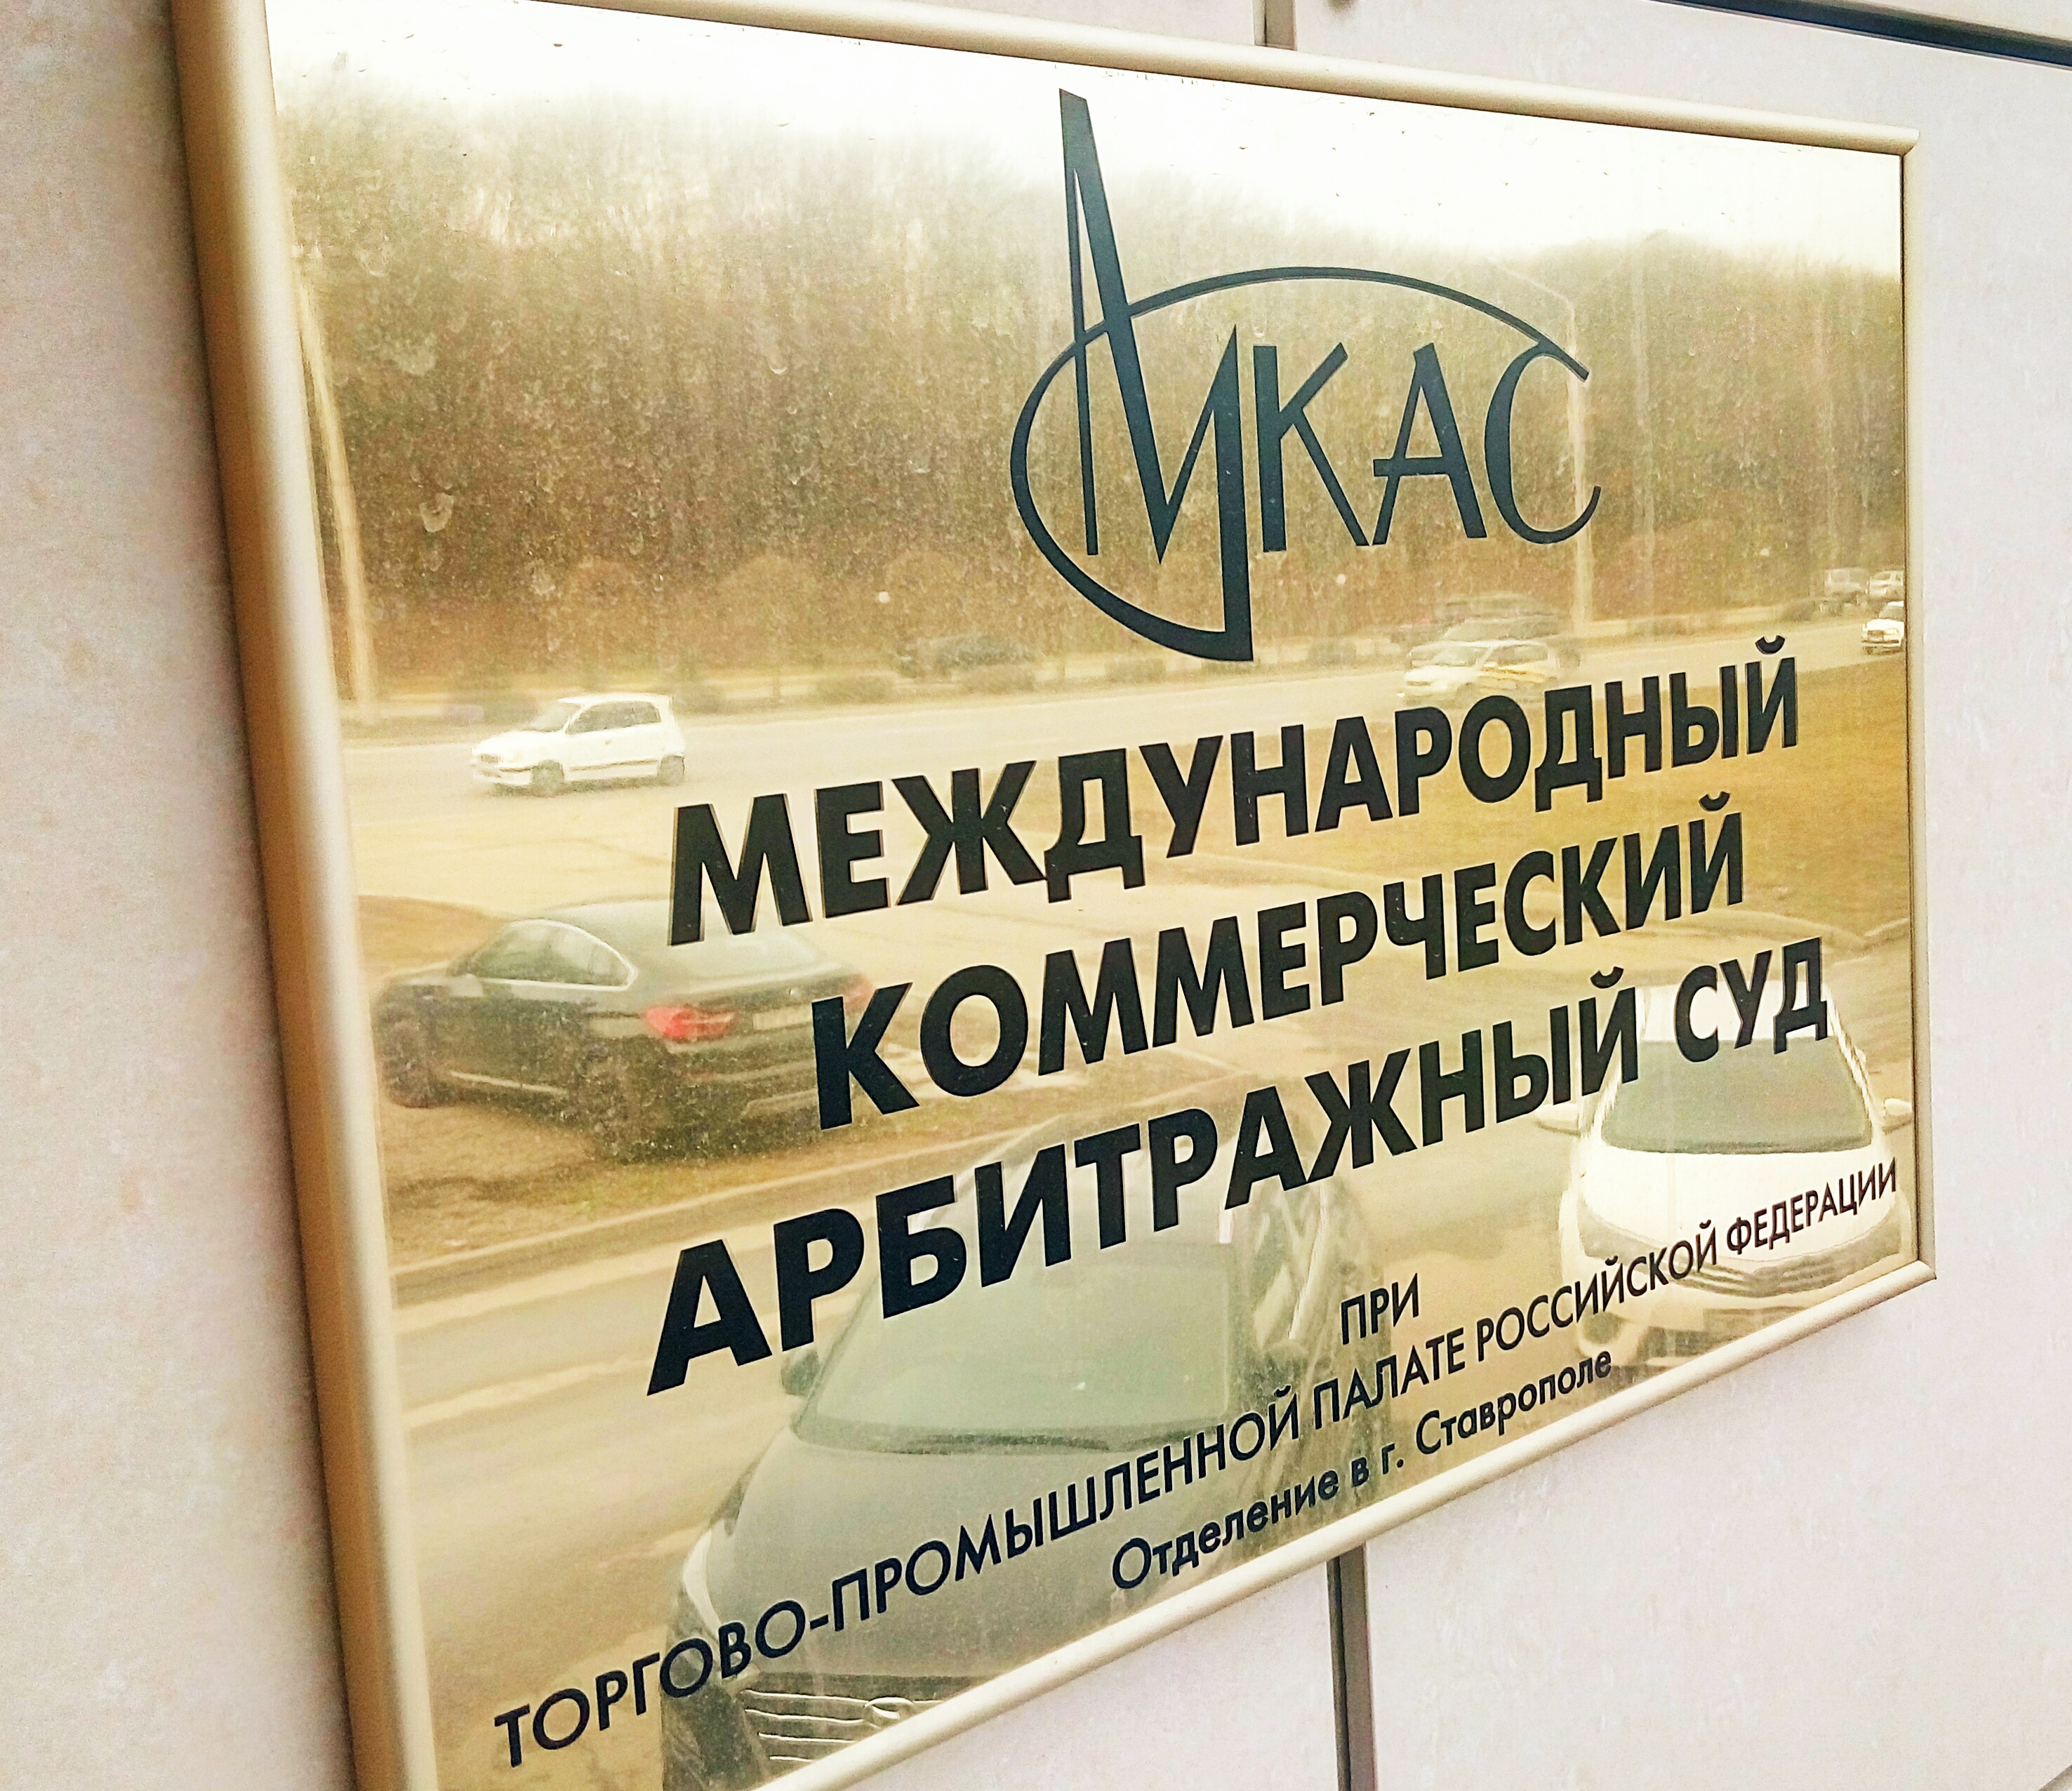 МКАС
МЕЖДУНАРОДНЫЙ
КОММЕРЧЕСКИЙ
АРБИТРАЖНЫЙ СУД
ПРИ
ТОРГОВО-ПРОМЫШЛЕННОЙ ПАЛАТЕ РОССИЙСКОЙ ФЕДЕРАЦИИ
Отделение в г. Ставрополе